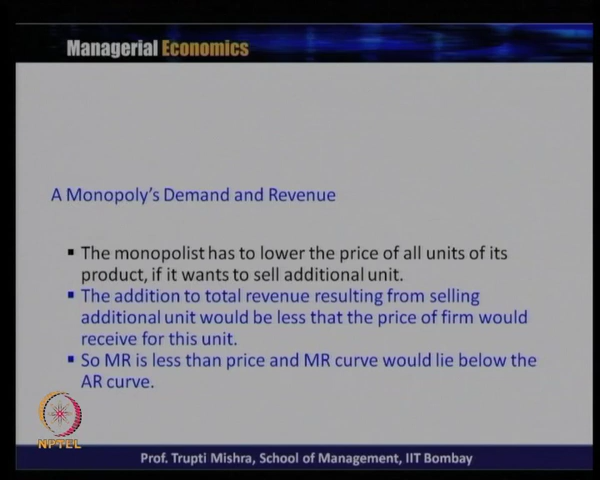 Managerial Economics
A Monopoly's Demand and Revenue
▪ The monopolist has to lower the price of all units of its
product, if it wants to sell additional unit.
▪ The addition to total revenue resulting from selling
additional unit would be less that the price of firm would
receive for this unit.
▪ So MR is less than price and MR curve would lie below the
AR curve.
NPTEL
Prof. Trupti Mishra, School of Management, IIT Bombay